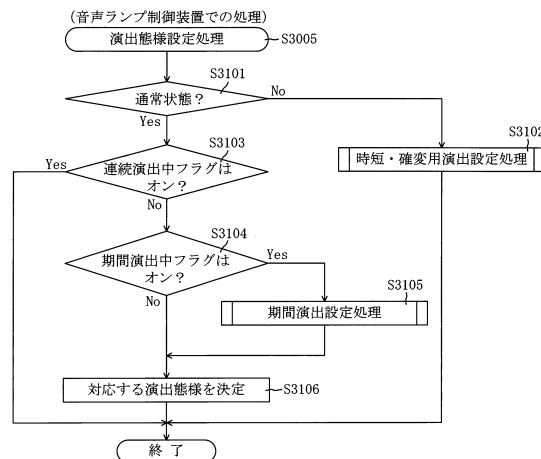 (音声ランプ制御装置での処理)
演出態様設定処理
S3005
S3101
通常状態？
No
Yes
S3102
時短・確変用演出設定処理
S3103
連続演出中フラグは
オン？
Yes
No
S3104
期間演出中フラグは
オン？
Yes
No
S3105
期間演出設定処理
対応する演出態様を決定
S3106
終 了